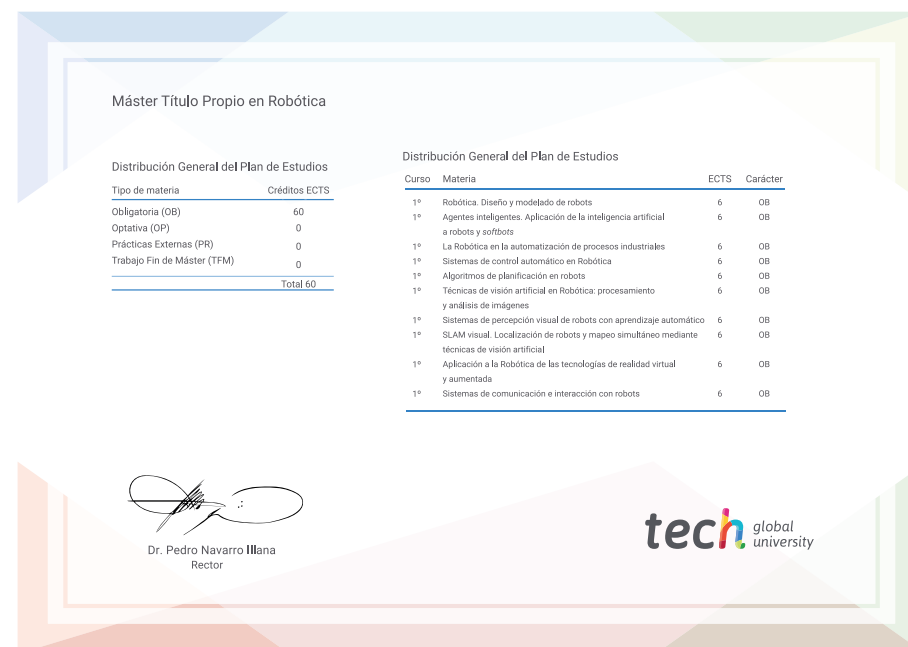 Máster Título Propio en Robótica
Distribución General del Plan de Estudios
Tipo de materia Créditos ECTS
Obligatoria (OB) 60
Optativa (OP) 0
Prácticas Externas (PR) 0
Trabajo Fin de Máster (TFM) 0
Total 60
Distribución General del Plan de Estudios
Curso Materia ECTS Carácter
1º Robótica. Diseño y modelado de robots 6 OB
1º Agentes inteligentes. Aplicación de la inteligencia artificial 6 OB
a robots y softbots
1º La Robótica en la automatización de procesos industriales 6 OB
1º Sistemas de control automático en Robótica 6 OB
1º Algoritmos de planificación en robots 6 OB
1º Técnicas de visión artificial en Robótica: procesamiento 6 OB
y análisis de imágenes
1º Sistemas de percepción visual de robots con aprendizaje automático 6 OB
1º SLAM visual. Localización de robots y mapeo simultáneo mediante 6 OB
técnicas de visión artificial
1º Aplicación a la Robótica de las tecnologías de realidad virtual 6 OB
y aumentada
1º Sistemas de comunicación e interacción con robots 6 OB
Dr. Pedro Navarro Illana
Rector
tech global
university